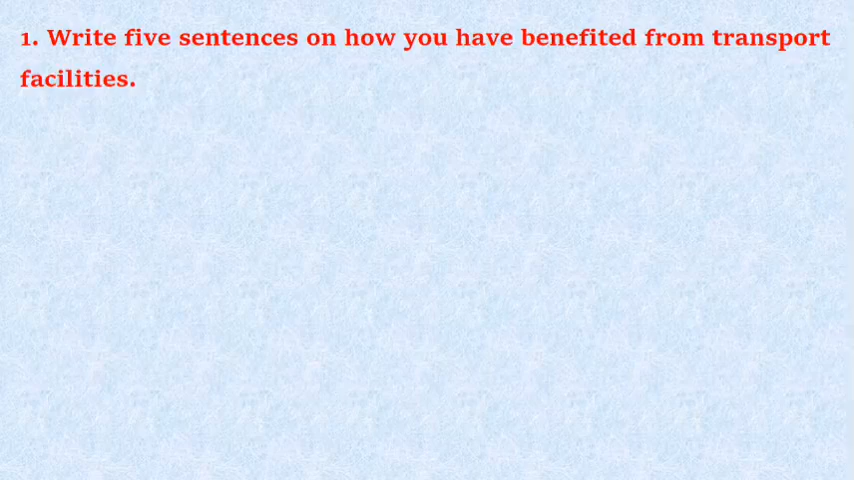 1. Write five sentences on how you have benefited from transport
facilities.